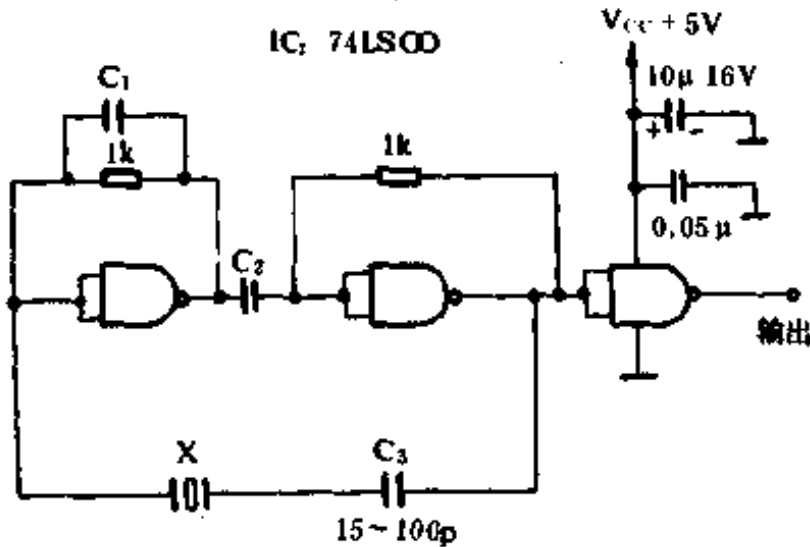 IC: 74LS00
Vcc + 5V
C₁
10μ 16V
+ -
1k
1k
0.05μ
C₂
输出
X
C₃
15~100p